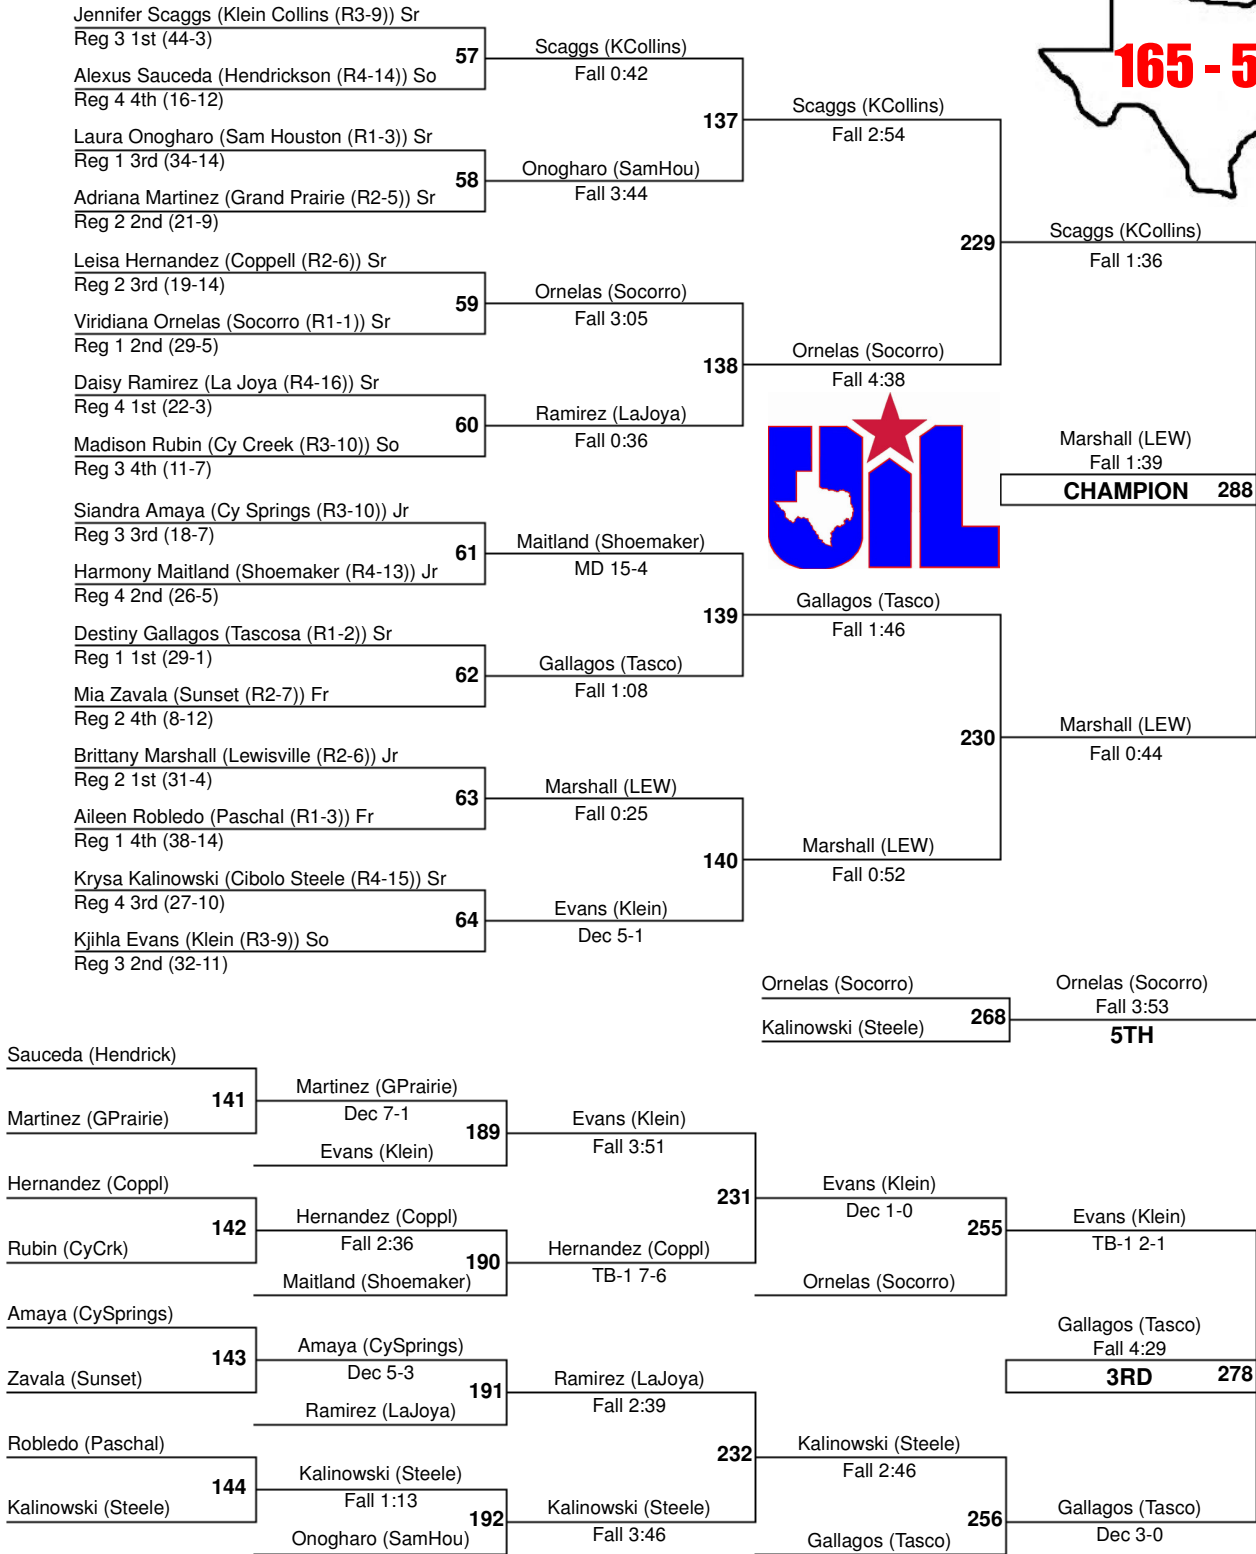 Jennifer Scaggs (Klein Collins (R3-9)) Sr
Reg 3 1st (44-3)
57
Alexus Sauceda (Hendrickson (R4-14)) So
Reg 4 4th (16-12)
Scaggs (KCollins)
Fall 0:42
165 - 5
137
Scaggs (KCollins)
Fall 2:54
Laura Onogharo (Sam Houston (R1-3)) Sr
Reg 1 3rd (34-14)
58
Adriana Martinez (Grand Prairie (R2-5)) Sr
Reg 2 2nd (21-9)
Onogharo (SamHou)
Fall 3:44
229
Scaggs (KCollins)
Fall 1:36
Leisa Hernandez (Coppell (R2-6)) Sr
Reg 2 3rd (19-14)
59
Viridiana Ornelas (Socorro (R1-1)) Sr
Reg 1 2nd (29-5)
Ornelas (Socorro)
Fall 3:05
138
Ornelas (Socorro)
Fall 4:38
Daisy Ramirez (La Joya (R4-16)) Sr
Reg 4 1st (22-3)
60
Madison Rubin (Cy Creek (R3-10)) So
Reg 3 4th (11-7)
Ramirez (LaJoya)
Fall 0:36
UIL
Marshall (LEW)
Fall 1:39
CHAMPION 288
Siandra Amaya (Cy Springs (R3-10)) Jr
Reg 3 3rd (18-7)
61
Harmony Maitland (Shoemaker (R4-13)) Jr
Reg 4 2nd (26-5)
Maitland (Shoemaker)
MD 15-4
139
Gallagos (Tasco)
Fall 1:46
Destiny Gallagos (Tascosa (R1-2)) Sr
Reg 1 1st (29-1)
62
Mia Zavala (Sunset (R2-7)) Fr
Reg 2 4th (8-12)
Gallagos (Tasco)
Fall 1:08
230
Marshall (LEW)
Fall 0:44
Brittany Marshall (Lewisville (R2-6)) Jr
Reg 2 1st (31-4)
63
Aileen Robledo (Paschal (R1-3)) Fr
Reg 1 4th (38-14)
Marshall (LEW)
Fall 0:25
140
Marshall (LEW)
Fall 0:52
Krysa Kalinowski (Cibolo Steele (R4-15)) Sr
Reg 4 3rd (27-10)
64
Kjihla Evans (Klein (R3-9)) So
Reg 3 2nd (32-11)
Evans (Klein)
Dec 5-1
Ornelas (Socorro)
268
Kalinowski (Steele)
Ornelas (Socorro)
Fall 3:53
5TH
Sauceda (Hendrick)
141
Martinez (GPrairie)
Martinez (GPrairie)
Dec 7-1
189
Evans (Klein)
Evans (Klein)
Fall 3:51
Hernandez (Coppl)
142
Rubin (CyCrk)
Hernandez (Coppl)
Fall 2:36
190
Maitland (Shoemaker)
Hernandez (Coppl)
TB-1 7-6
231
Evans (Klein)
Dec 1-0
255
Ornelas (Socorro)
Evans (Klein)
TB-1 2-1
Amaya (CySprings)
143
Zavala (Sunset)
Amaya (CySprings)
Dec 5-3
191
Ramirez (LaJoya)
Ramirez (LaJoya)
Fall 2:39
Gallagos (Tasco)
Fall 4:29
3RD 278
Robledo (Paschal)
144
Kalinowski (Steele)
Kalinowski (Steele)
Fall 1:13
192
Onogharo (SamHou)
Kalinowski (Steele)
Fall 3:46
232
Kalinowski (Steele)
Fall 2:46
256
Gallagos (Tasco)
Gallagos (Tasco)
Dec 3-0